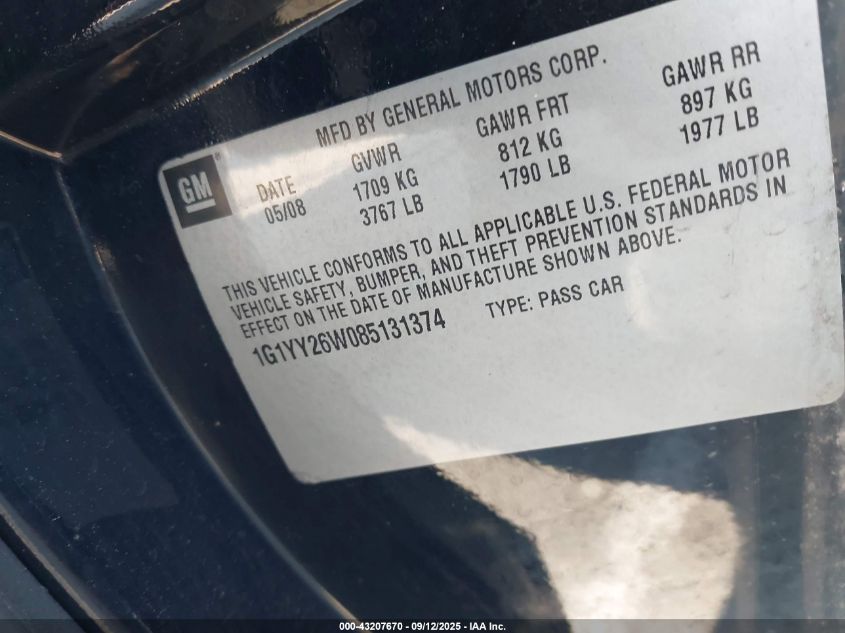 MFD BY GENERAL MOTORS CORP.
GM
DATE GVWR GAWR FRT GAWR RR
05/08 1709 KG 812 KG 897 KG
3767 LB 1790 LB 1977 LB
THIS VEHICLE CONFORMS TO ALL APPLICABLE U.S. FEDERAL MOTOR
VEHICLE SAFETY, BUMPER, AND THEFT PREVENTION STANDARDS IN
EFFECT ON THE DATE OF MANUFACTURE SHOWN ABOVE.
1G1YY26W085131374 TYPE: PASS CAR
000-43207670 - 09/12/2025 - IAA Inc.